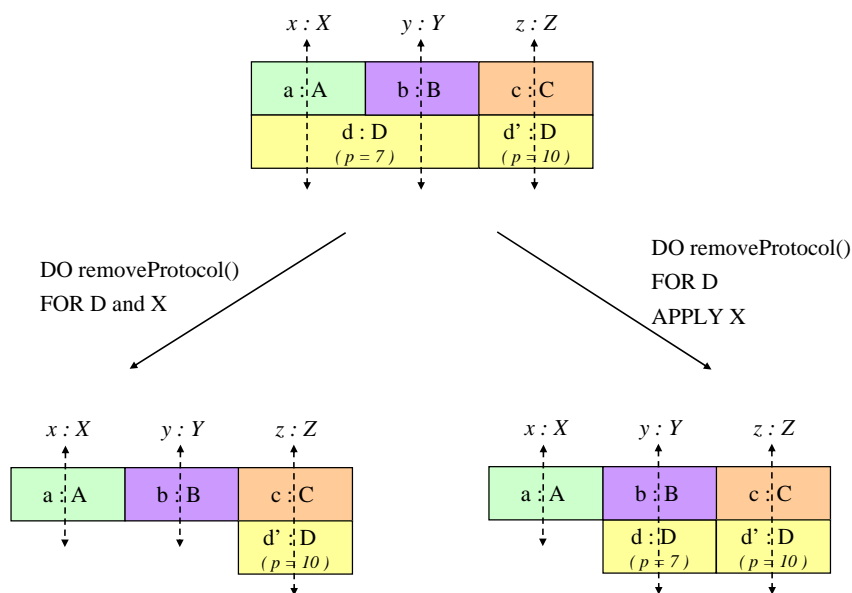 x : X y : Y z : Z
a : A b : B c : C
d : D d’ : D
( p = 7 ) ( p = 10 )
DO removeProtocol()
FOR D and X
DO removeProtocol()
FOR D
APPLY X
x : X y : Y z : Z
a : A b : B c : C
d’ : D
( p = 10 )
x : X y : Y z : Z
a : A b : B c : C
d : D d’ : D
( p = 7 ) ( p = 10 )